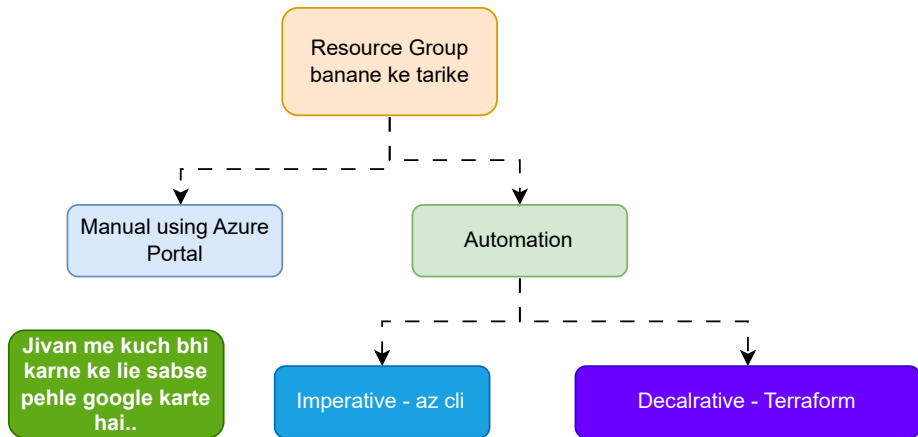 Resource Group
banane ke tarike
Manual using Azure
Portal
Automation
Jivan me kuch bhi
karne ke lie sabse
pehle google karte
hai..
Imperative - az cli
Decalrative - Terraform